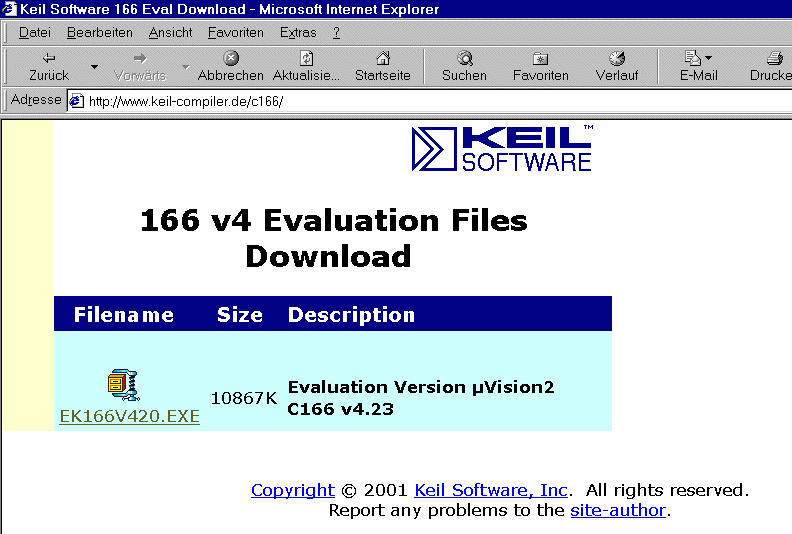 Keil Software 166 Eval Download - Microsoft Internet Explorer
Datei Bearbeiten Ansicht Favoriten Extras ?
Zurück Vorwärts Abbrechen Aktualisie... Startseite Suchen Favoriten Verlauf E-Mail Drucke
Adresse http://www.keil-compiler.de/c166/
KEIL™
SOFTWARE
166 v4 Evaluation Files
Download
Filename Size Description
EK166V420.EXE 10867K Evaluation Version µVision2
C166 v4.23
Copyright © 2001 Keil Software, Inc. All rights reserved.
Report any problems to the site-author.